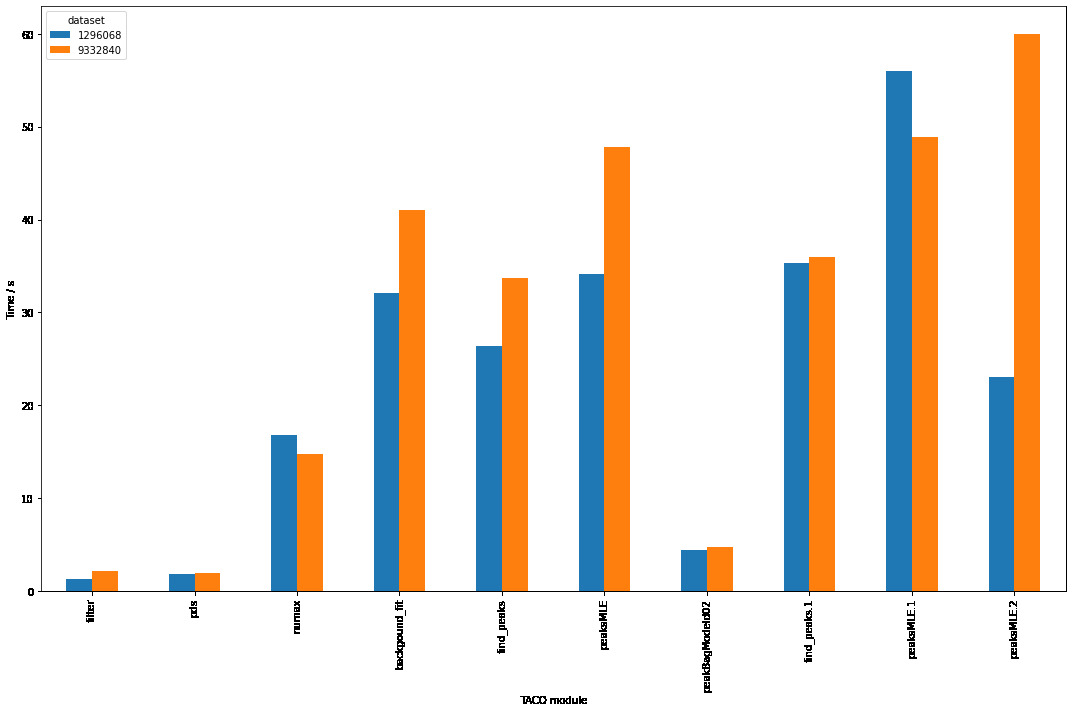 dataset
1296068
9332840
60
50
40
30
20
10
0
Time / s
filter
pds
numax
backgound_fit
find_peaks
peaksMLE
peakBagModeld02
find_peaks.1
peaksMLE.1
peaksMLE.2
TACO module